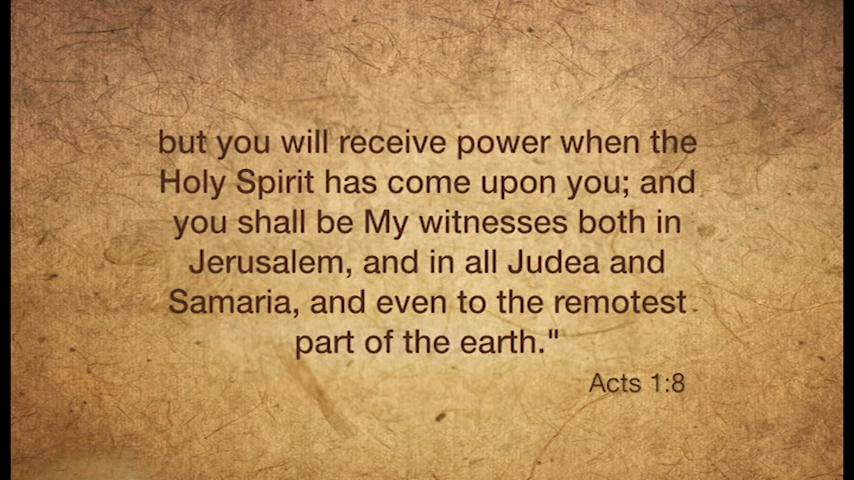 but you will receive power when the
Holy Spirit has come upon you; and
you shall be My witnesses both in
Jerusalem, and in all Judea and
Samaria, and even to the remotest
part of the earth."
Acts 1:8